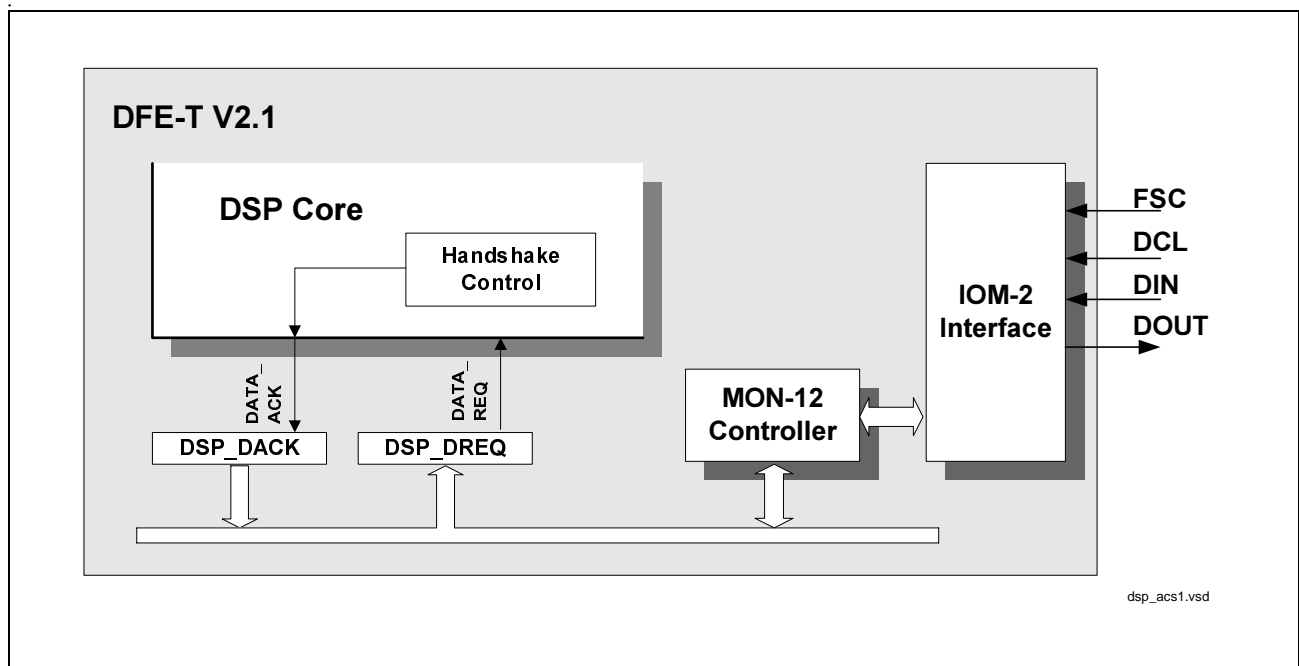 .
DFE-T V2.1
DSP Core
Handshake
Control
DATA_
ACK
DATA_
REQ
DSP_DACK
DSP_DREQ
MON-12
Controller
IOM-2
Interface
FSC
DCL
DIN
DOUT
dsp_acs1.vsd